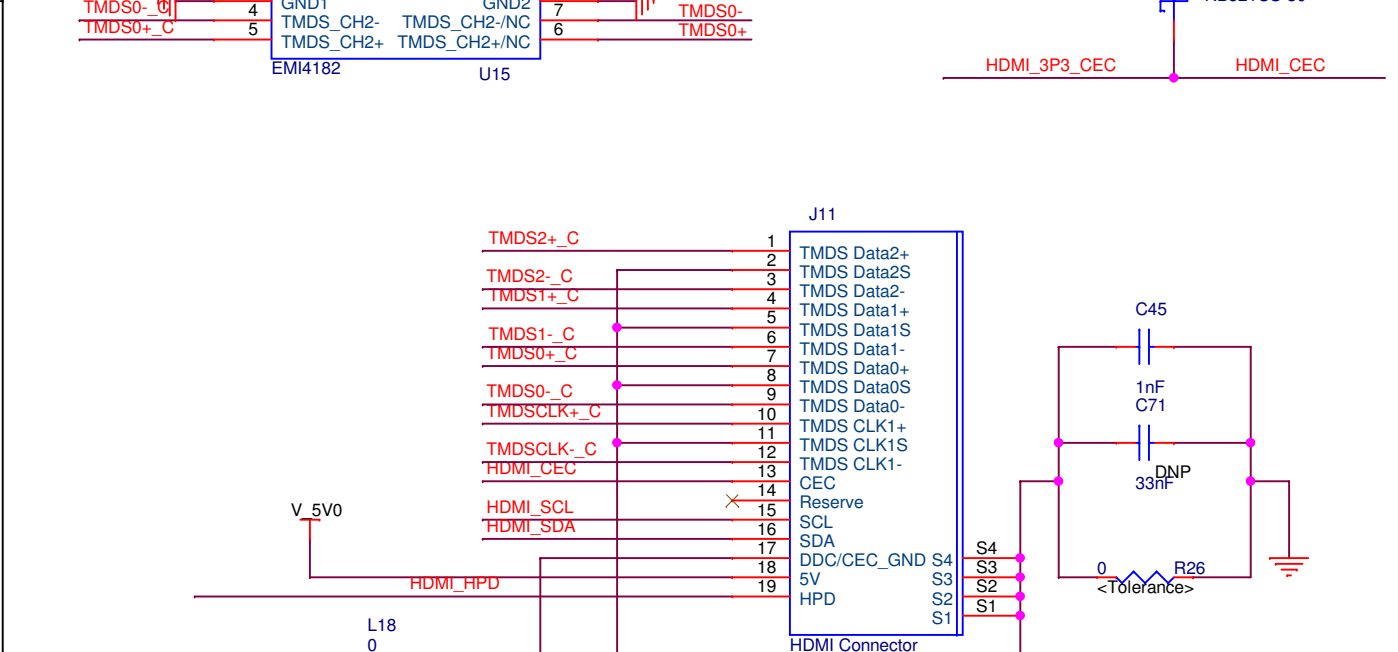 TMDS0-_C
4
GND1
GND2
7
TMDS0-
TMDS_CH2-
TMDS_CH2-/NC
TMDS0+_C
5
6
TMDS0+
TMDS_CH2+
TMDS_CH2+/NC
EMI4182
U15
HDMI_3P3_CEC
HDMI_CEC
J11
TMDS2+_C
1
TMDS Data2+
2
TMDS Data2S
TMDS2-_C
3
TMDS Data2-
TMDS1+_C
4
TMDS Data1+
5
TMDS Data1S
TMDS1-_C
6
TMDS Data1-
TMDS0+_C
7
TMDS Data0+
8
TMDS Data0S
TMDS0-_C
9
TMDS Data0-
TMDSCLK+_C
10
TMDS CLK1+
11
TMDS CLK1S
TMDSCLK-_C
12
TMDS CLK1-
HDMI_CEC
13
CEC
14
Reserve
HDMI_SCL
15
SCL
HDMI_SDA
16
SDA
17
DDC/CEC_GND
S4
S4
V_5V0
18
5V
S3
S3
HDMI_HPD
19
HPD
S2
S2
S1
S1
HDMI Connector
L18
0
C45
1nF
C71
DNP
33nF
0
R26
<Tolerance>